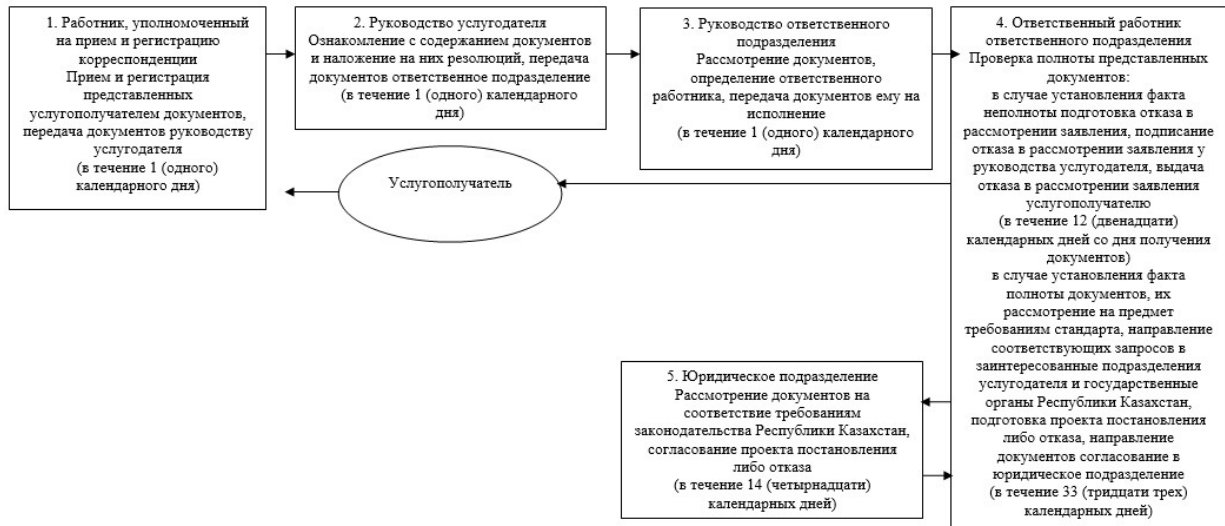 1. Работник, уполномоченный
на прием и регистрацию
корреспонденции
Прием и регистрация
представленных
услугополучателем документов,
передача документов руководству
услугодателя
(в течение 1 (одного)
календарного дня)
2. Руководство услугодателя
Ознакомление с содержанием документов
и наложение на них резолюций, передача
документов ответственное подразделение
(в течение 1 (одного) календарного
дня)
3. Руководство ответственного
подразделения
Рассмотрение документов,
определение ответственного
работника, передача документов ему на
исполнение
(в течение 1 (одного) календарного
дня)
4. Ответственный работник
ответственного подразделения
Проверка полноты представленных
документов:
в случае установления факта
неполноты подготовка отказа в
рассмотрении заявления, подписание
отказа в рассмотрении заявления у
руководства услугодателя, выдача
отказа в рассмотрении заявления
услугополучателю
(в течение 12 (двенадцати)
календарных дней со дня получения
документов)
в случае установления факта
полноты документов, их
рассмотрение на предмет
требованиям стандарта, направление
соответствующих запросов в
заинтересованные подразделения
услугодателя и государственные
органы Республики Казахстан,
подготовка проекта постановления
либо отказа, направление
документов согласование в
юридическое подразделение
(в течение 33 (тридцати трех)
календарных дней)
Услугополучатель
5. Юридическое подразделение
Рассмотрение документов на
соответствие требованиям
законодательства Республики Казахстан,
согласование проекта постановления
либо отказа
(в течение 14 (четырнадцати)
календарных дней)